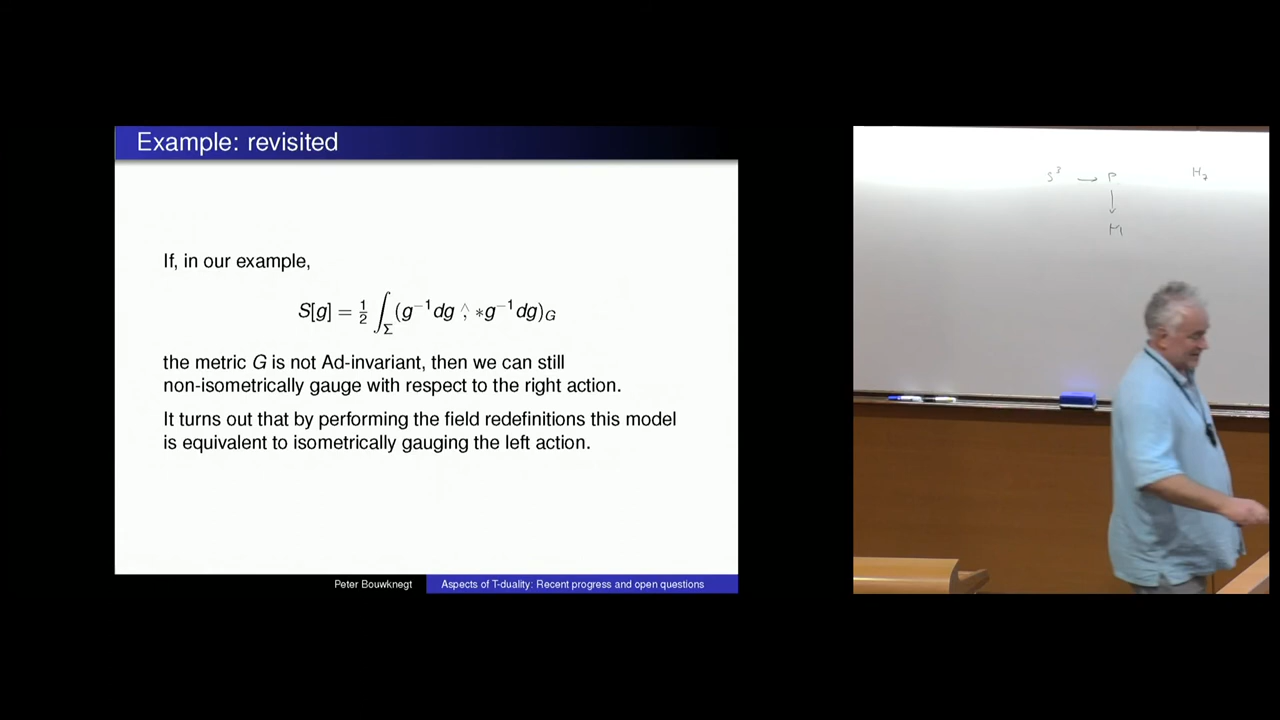 Example: revisited
If, in our example,
S[g] = ½ ∫_Σ (g⁻¹dg ∧, *g⁻¹dg)_G
the metric G is not Ad-invariant, then we can still
non-isometrically gauge with respect to the right action.
It turns out that by performing the field redefinitions this model
is equivalent to isometrically gauging the left action.
Peter Bouwknegt
Aspects of T-duality: Recent progress and open questions
→ P
↓
M
H₇